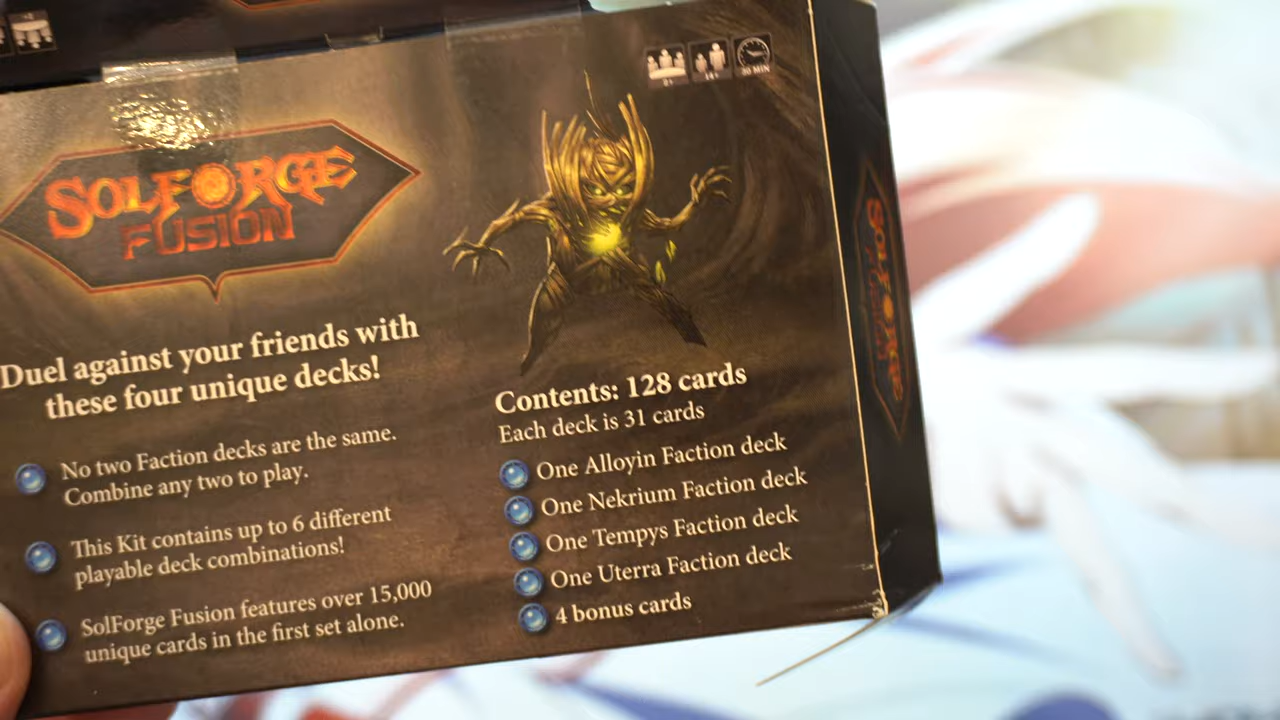 2+
14+
30 MIN
SOLFORGE
FUSION
Duel against your friends with
these four unique decks!
No two Faction decks are the same.
Combine any two to play.
This Kit contains up to 6 different
playable deck combinations!
SolForge Fusion features over 15,000
unique cards in the first set alone.
Contents: 128 cards
Each deck is 31 cards
One Alloyin Faction deck
One Nekrium Faction deck
One Tempys Faction deck
One Uterra Faction deck
4 bonus cards
SOLFORGE